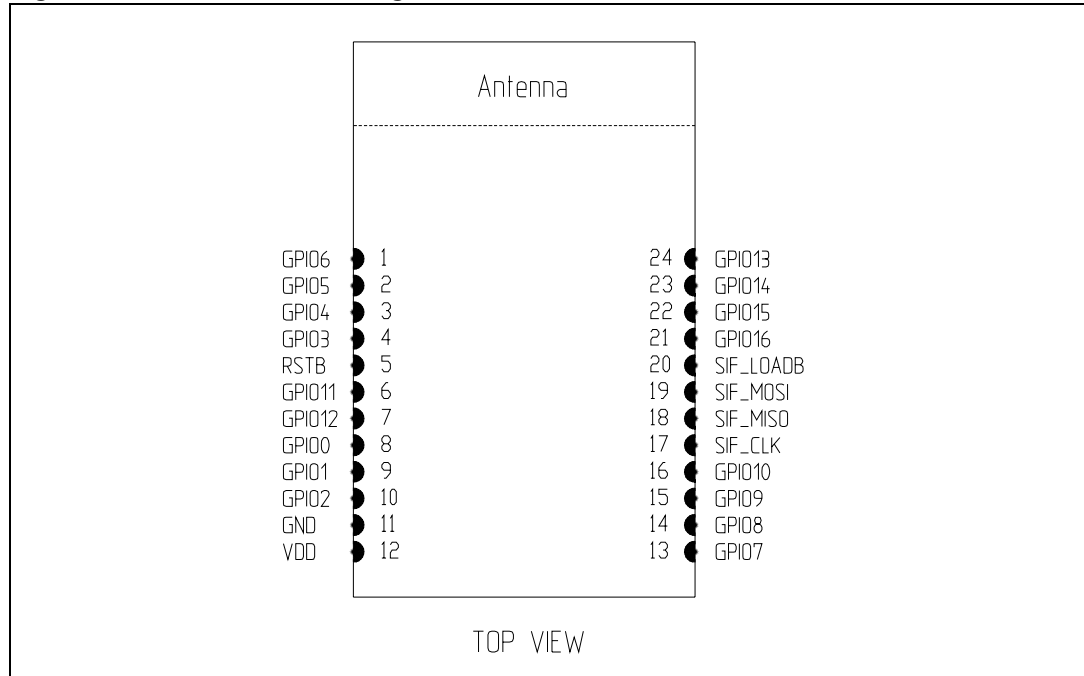 Antenna
GPIO6 1 24 GPIO13
GPIO5 2 23 GPIO14
GPIO4 3 22 GPIO15
GPIO3 4 21 GPIO16
RSTB 5 20 SIF_LOADB
GPIO11 6 19 SIF_MOSI
GPIO12 7 18 SIF_MISO
GPIO0 8 17 SIF_CLK
GPIO1 9 16 GPIO10
GPIO2 10 15 GPIO9
GND 11 14 GPIO8
VDD 12 13 GPIO7
TOP VIEW